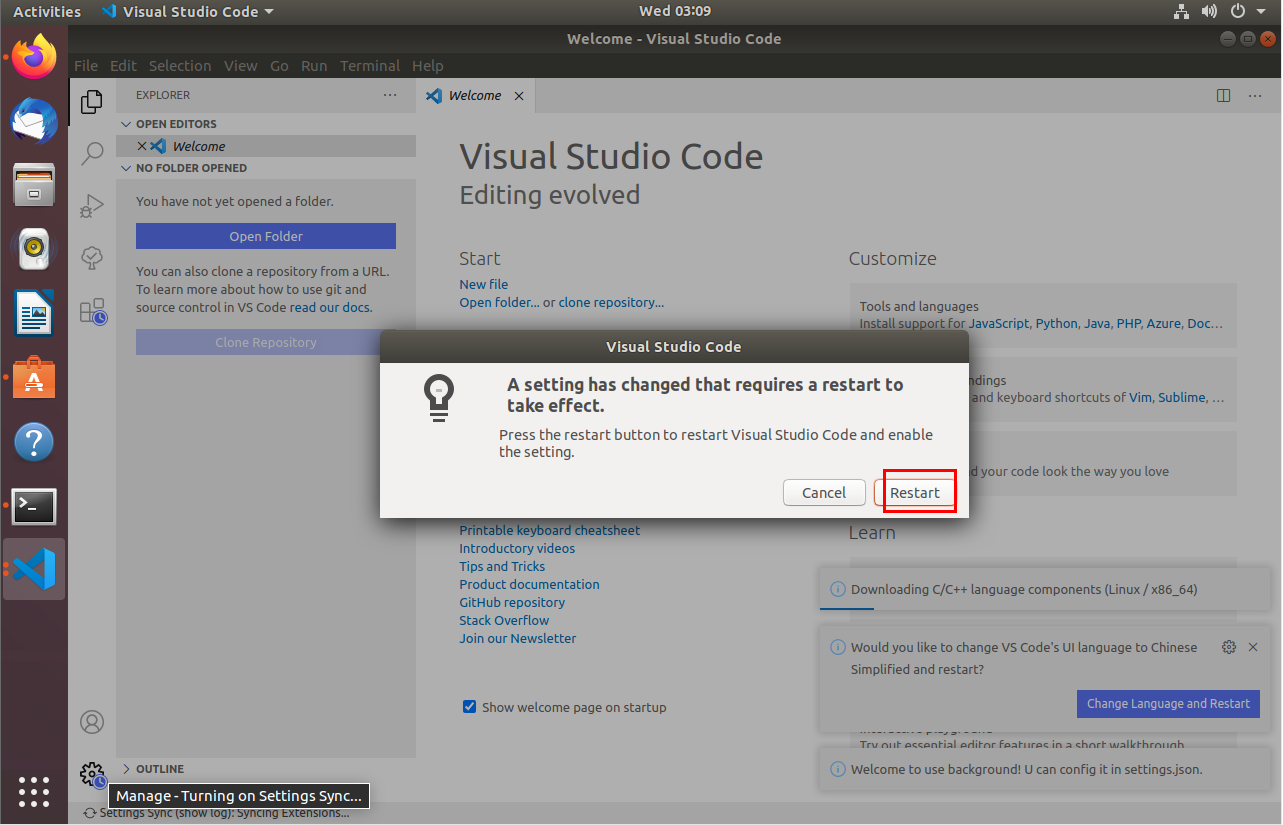 Activities
Visual Studio Code
Wed 03:09
Welcome - Visual Studio Code
File Edit Selection View Go Run Terminal Help
EXPLORER
Welcome
OPEN EDITORS
Welcome
NO FOLDER OPENED
You have not yet opened a folder.
Open Folder
You can also clone a repository from a URL.
To learn more about how to use git and
source control in VS Code read our docs.
Clone Repository
Visual Studio Code
Editing evolved
Start
New file
Open folder... or clone repository...
Customize
Tools and languages
Install support for JavaScript, Python, Java, PHP, Azure, Doc...
and keyboard shortcuts of Vim, Sublime, ...
your code look the way you love
Visual Studio Code
A setting has changed that requires a restart to
take effect.
Press the restart button to restart Visual Studio Code and enable
the setting.
Cancel
Restart
Printable keyboard cheatsheet
Introductory videos
Tips and Tricks
Product documentation
GitHub repository
Stack Overflow
Join our Newsletter
Show welcome page on startup
Learn
Downloading C/C++ language components (Linux / x86_64)
Would you like to change VS Code's UI language to Chinese
Simplified and restart?
Change Language and Restart
Try out essential editor features in a short walkthrough
Welcome to use background! U can config it in settings.json.
OUTLINE
Manage - Turning on Settings Sync...
Settings Sync (show log): Syncing Extensions...